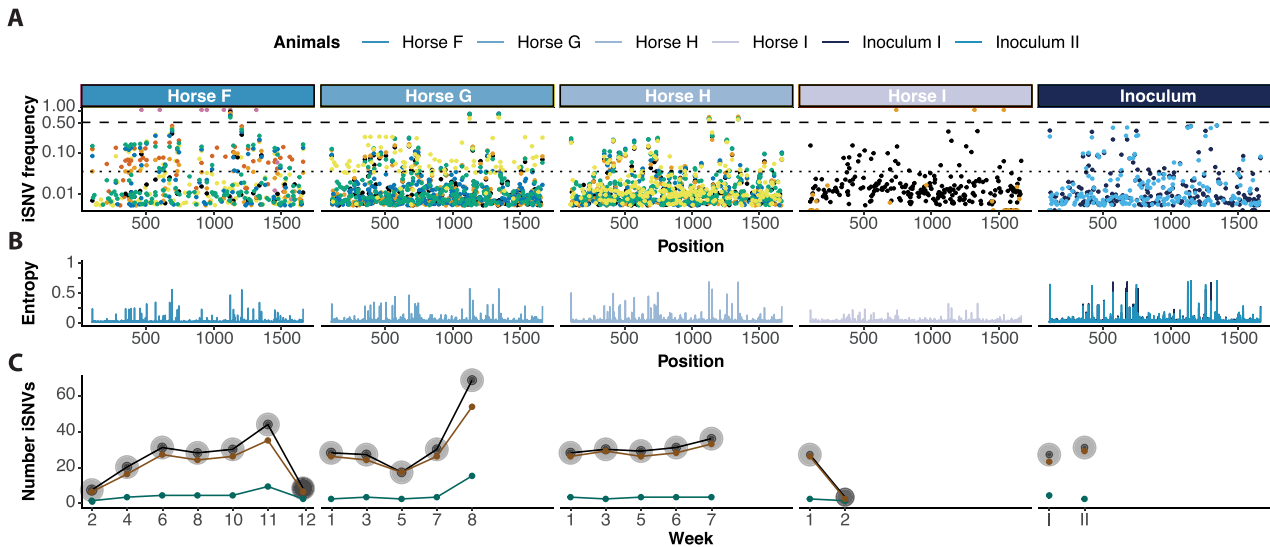 A
Animals Horse F Horse G Horse H Horse I Inoculum I Inoculum II
Horse F Horse G Horse H Horse I Inoculum
iSNV frequency
1.00
0.50
0.10
0.01
500 1000 1500 500 1000 1500 500 1000 1500 500 1000 1500 500 1000 1500
Position
B
Entropy
1
0.5
0
500 1000 1500 500 1000 1500 500 1000 1500 500 1000 1500 500 1000 1500
Position
C
Number iSNVs
60
40
20
0
2 4 6 8 10 11 12 1 3 5 7 8 1 3 5 6 7 1 2 I II
Week